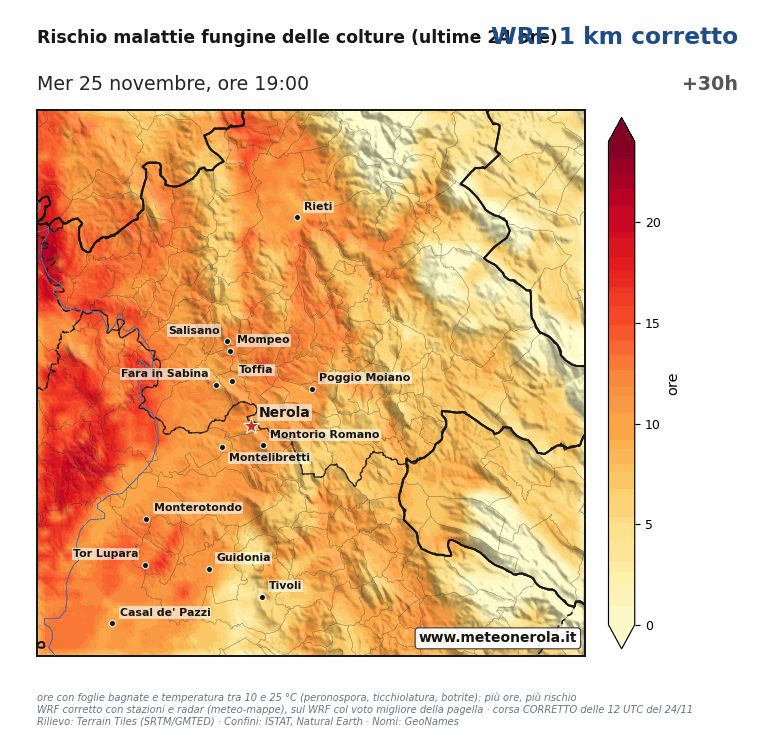 Rischio malattie fungine delle colture (ultime 24 ore)
WRF 1 km corretto
Mer 25 novembre, ore 19:00
+30h
Rieti
Salisano
Mompeo
Toffia
Fara in Sabina
Poggio Moiano
Nerola
Montorio Romano
Montelibretti
Monterotondo
Tor Lupara
Guidonia
Tivoli
Casal de' Pazzi
www.meteonerola.it
20
15
10
5
0
ore
ore con foglie bagnate e temperatura tra 10 e 25 °C (peronospora, ticchiolatura, botrite): più ore, più rischio
WRF corretto con stazioni e radar (meteo-mappe), sul WRF col voto migliore della pagella · corsa CORRETTO delle 12 UTC del 24/11
Rilievo: Terrain Tiles (SRTM/GMTED) · Confini: ISTAT, Natural Earth · Nomi: GeoNames